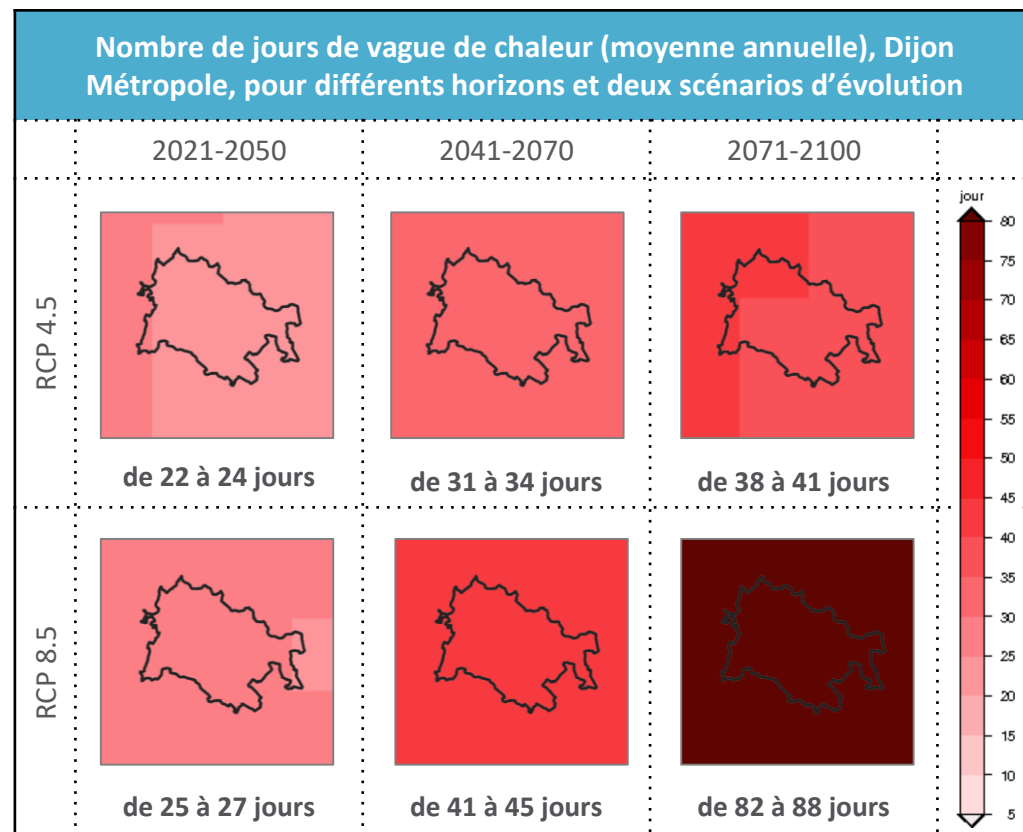 Nombre de jours de vague de chaleur (moyenne annuelle), Dijon
Métropole, pour différents horizons et deux scénarios d’évolution
2021-2050
2041-2070
2071-2100
jour
80
75
70
65
60
55
50
45
40
35
30
25
20
15
10
5
RCP 4.5
de 22 à 24 jours
de 31 à 34 jours
de 38 à 41 jours
RCP 8.5
de 25 à 27 jours
de 41 à 45 jours
de 82 à 88 jours